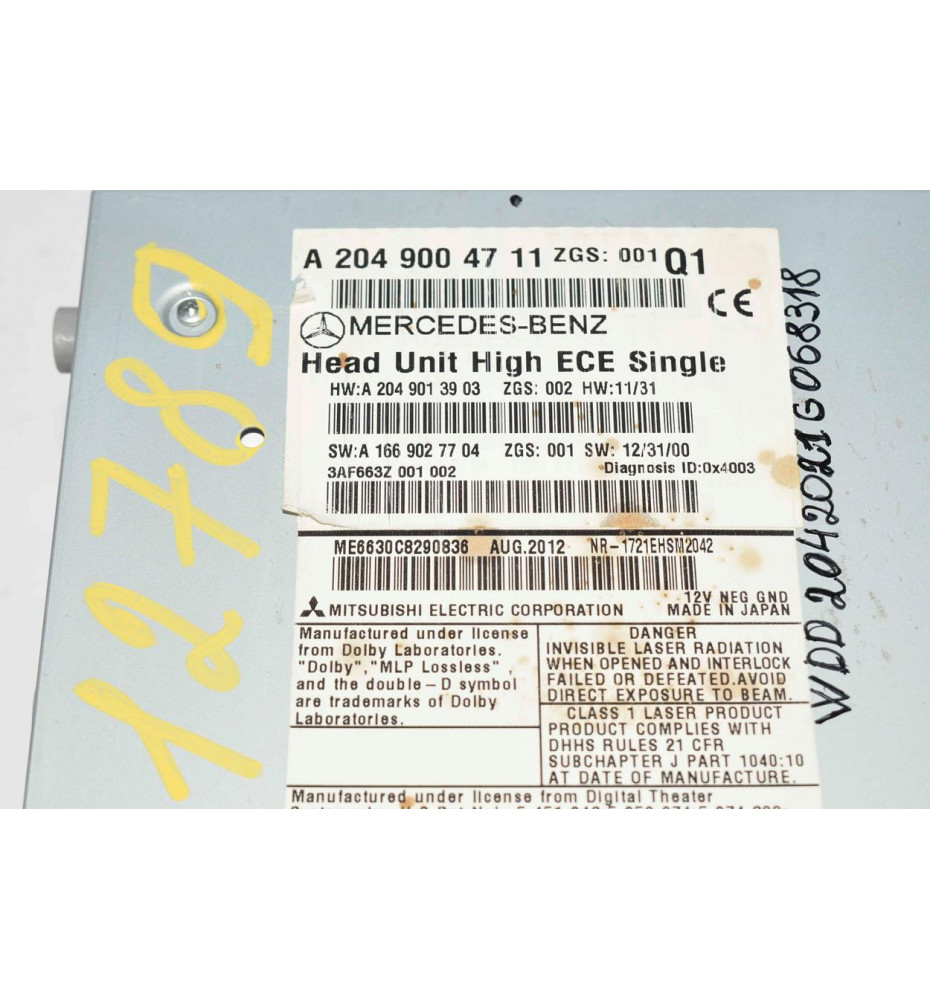 A 204 900 47 11 ZGS: 001 Q1
CE
MERCEDES-BENZ
Head Unit High ECE Single
HW:A 204 901 39 03 ZGS: 002 HW:11/31
SW:A 166 902 77 04 ZGS: 001 SW: 12/31/00
3AF663Z 001 002 Diagnosis ID:0x4003
ME6630C8290836 AUG.2012 NR-1721EHSM2042
12V NEG GND
MITSUBISHI ELECTRIC CORPORATION MADE IN JAPAN
Manufactured under license
from Dolby Laboratories.
"Dolby","MLP Lossless",
and the double-D symbol
are trademarks of Dolby
Laboratories.
DANGER
INVISIBLE LASER RADIATION
WHEN OPENED AND INTERLOCK
FAILED OR DEFEATED.AVOID
DIRECT EXPOSURE TO BEAM.
CLASS 1 LASER PRODUCT
PRODUCT COMPLIES WITH
DHHS RULES 21 CFR
SUBCHAPTER J PART 1040:10
AT DATE OF MANUFACTURE.
Manufactured under license from Digital Theater
12789
WDD2042021G068318